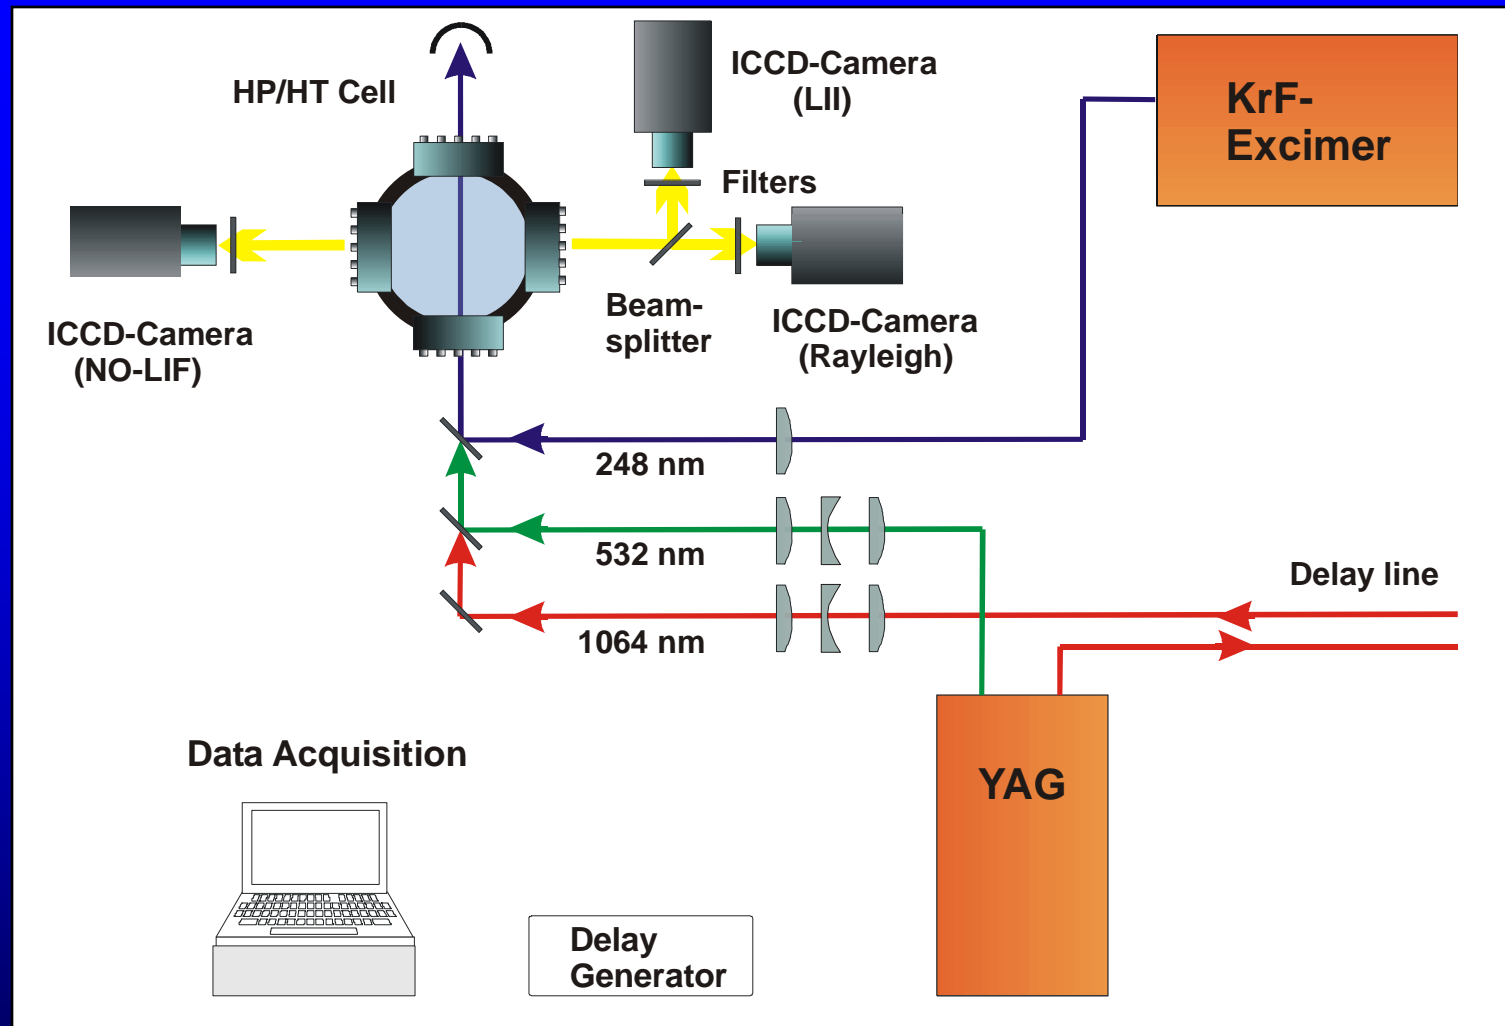 HP/HT Cell
ICCD-Camera
(LII)
KrF-
Excimer
Filters
ICCD-Camera
(NO-LIF)
Beam-
splitter
ICCD-Camera
(Rayleigh)
248 nm
532 nm
Delay line
1064 nm
Data Acquisition
YAG
Delay
Generator